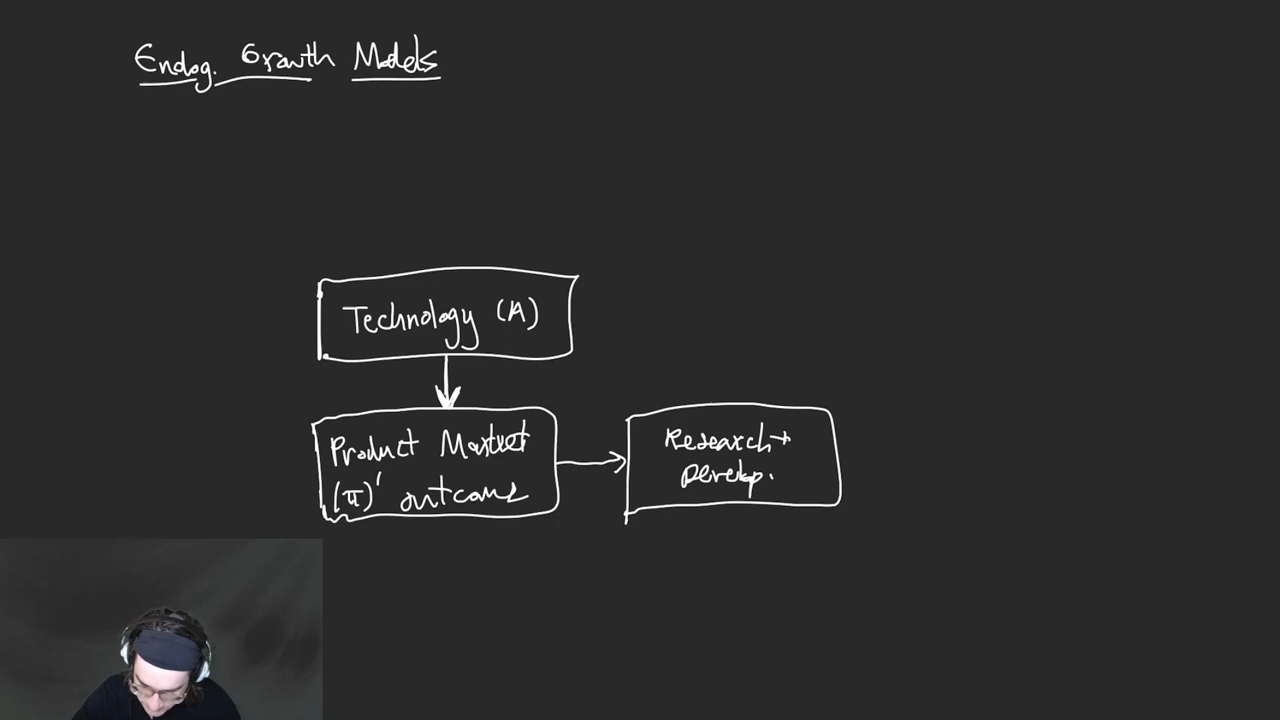 Endog. Growth Models
Technology (A)
Product Market
(π)' outcome
Research +
Develop.